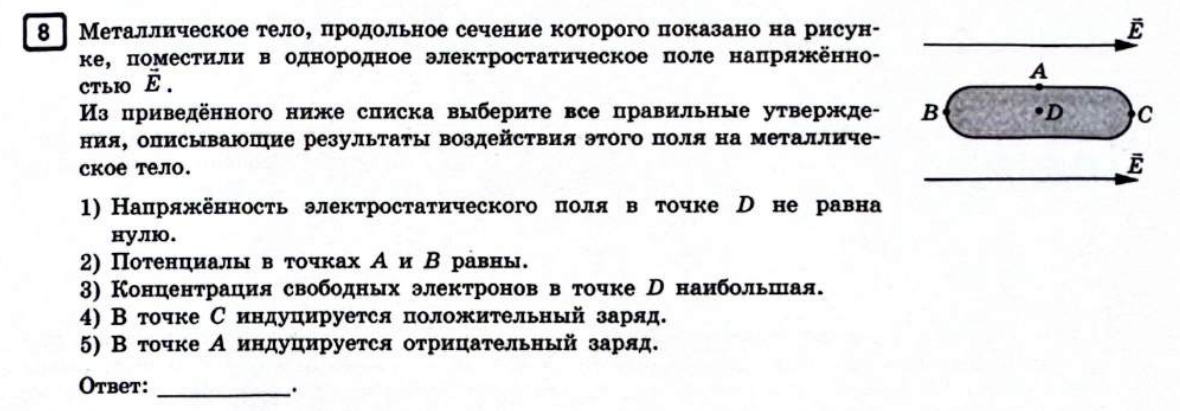 8 Металлическое тело, продольное сечение которого показано на рисун-
ке, поместили в однородное электростатическое поле напряжённо-
стью E⃗ .
Из приведённого ниже списка выберите все правильные утвержде-
ния, описывающие результаты воздействия этого поля на металличе-
ское тело.
1) Напряжённость электростатического поля в точке D не равна
нулю.
2) Потенциалы в точках A и B равны.
3) Концентрация свободных электронов в точке D наибольшая.
4) В точке C индуцируется положительный заряд.
5) В точке A индуцируется отрицательный заряд.
Ответ: ____________.
E⃗
A
B D C
E⃗